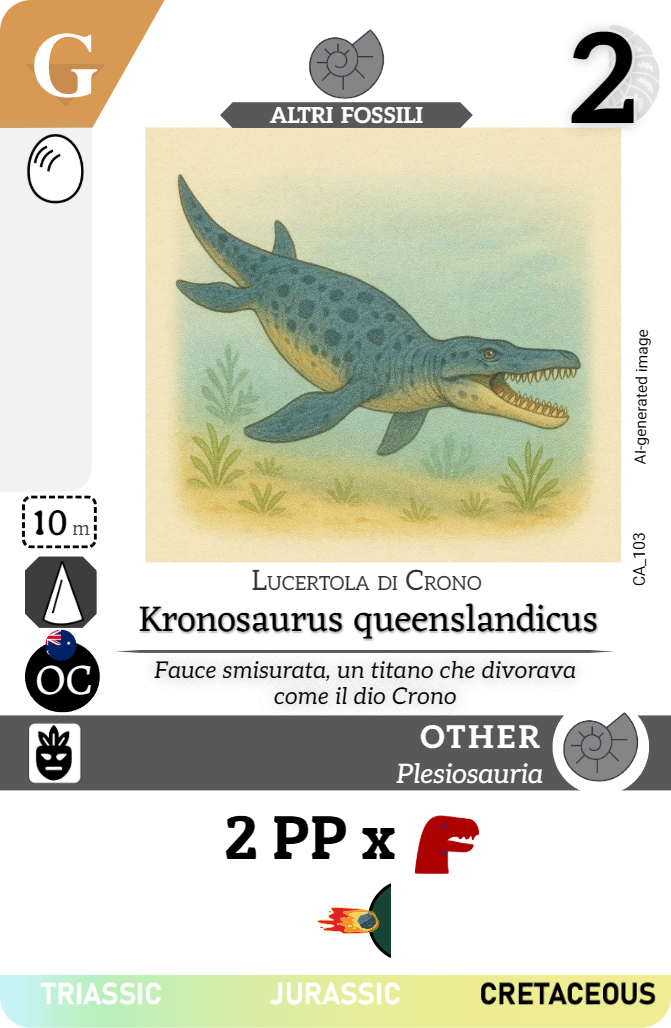 G
2
ALTRI FOSSILI
AI-generated image
CA_103
10 m
LUCERTOLA DI CRONO
Kronosaurus queenslandicus
OC
Fauce smisurata, un titano che divorava
come il dio Crono
OTHER
Plesiosauria
2 PP x
TRIASSIC JURASSIC CRETACEOUS